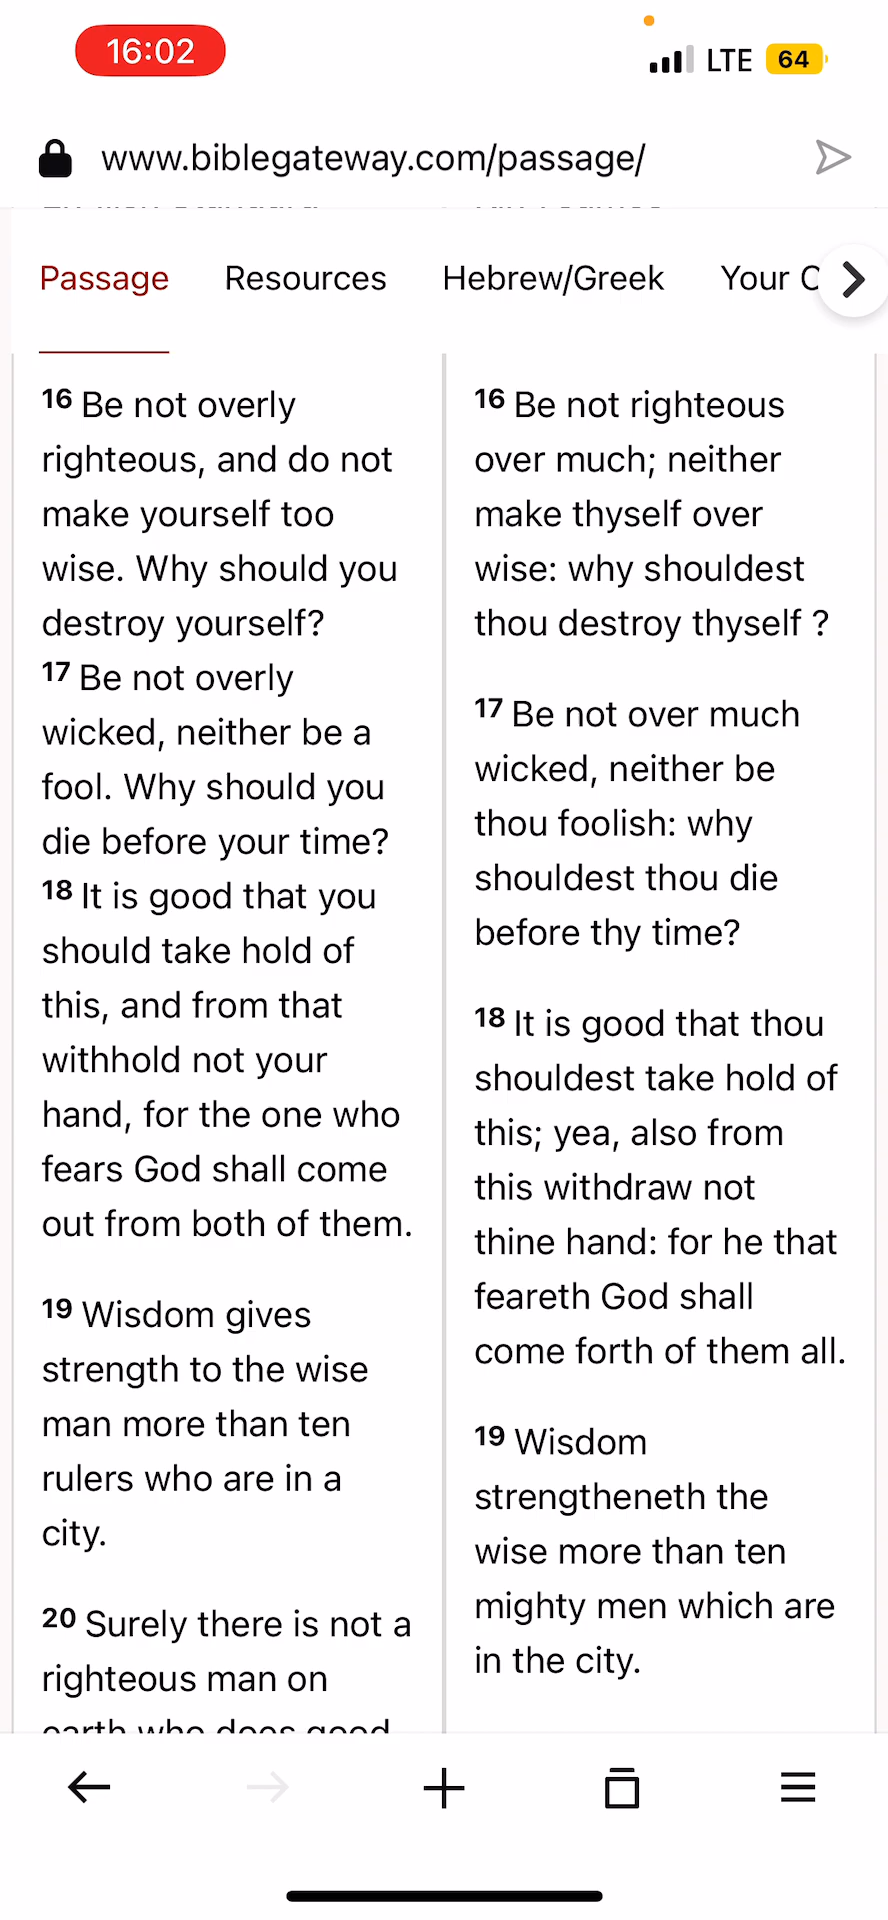 16:02
LTE 64
www.biblegateway.com/passage/
Passage Resources Hebrew/Greek Your
16 Be not overly
righteous, and do not
make yourself too
wise. Why should you
destroy yourself?
17 Be not overly
wicked, neither be a
fool. Why should you
die before your time?
18 It is good that you
should take hold of
this, and from that
withhold not your
hand, for the one who
fears God shall come
out from both of them.
19 Wisdom gives
strength to the wise
man more than ten
rulers who are in a
city.
20 Surely there is not a
righteous man on
earth who does good
16 Be not righteous
over much; neither
make thyself over
wise: why shouldest
thou destroy thyself ?
17 Be not over much
wicked, neither be
thou foolish: why
shouldest thou die
before thy time?
18 It is good that thou
shouldest take hold of
this; yea, also from
this withdraw not
thine hand: for he that
feareth God shall
come forth of them all.
19 Wisdom
strengtheneth the
wise more than ten
mighty men which are
in the city.